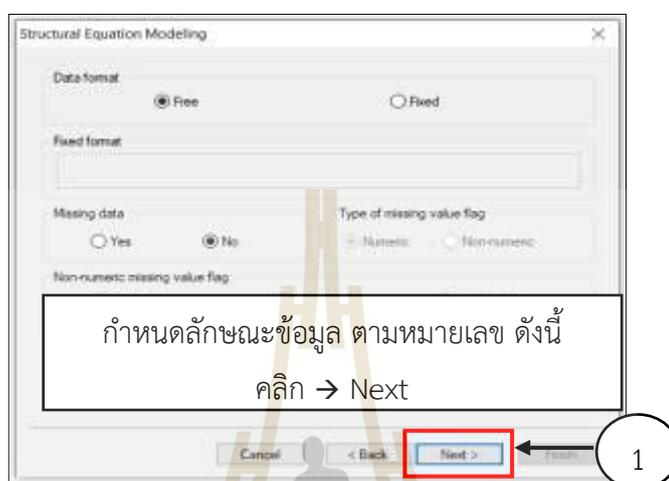 Structural Equation Modeling
Data format
Free
Fixed
Fixed format
Missing data
Type of missing value flag
Yes
No
Numeric
Non-numeric
Non-numeric missing value flag
กำหนดลักษณะข้อมูล ตามหมายเลข ดังนี้
คลิก → Next
Cancel
< Back
Next >
Finish
1